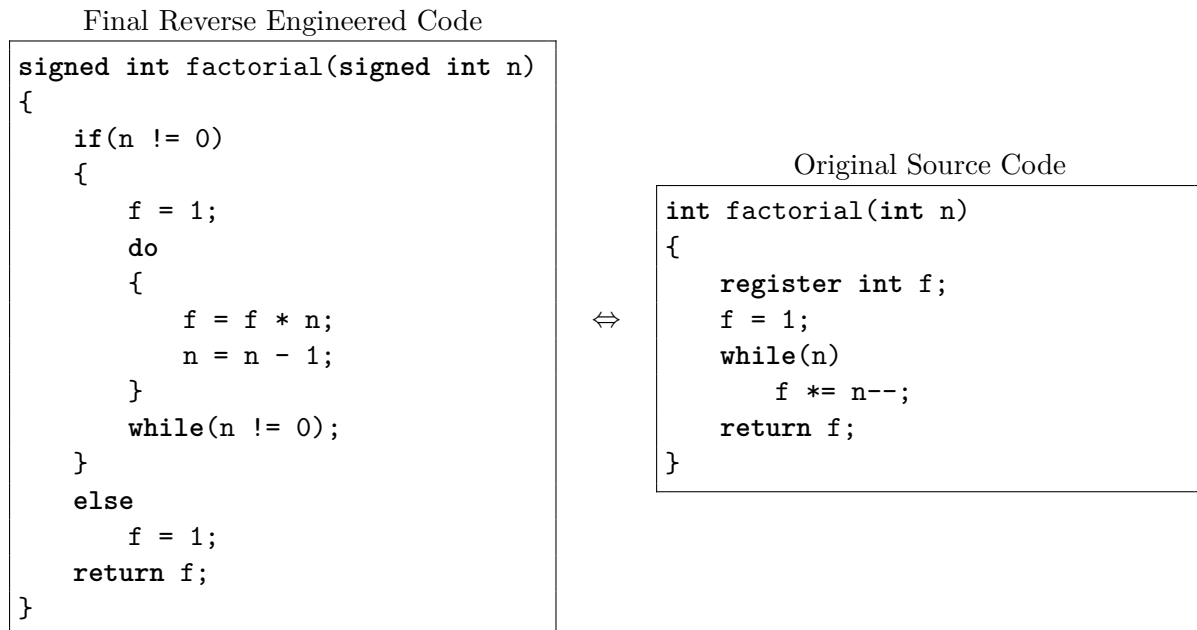 Final Reverse Engineered Code
signed int factorial(signed int n)
{
    if(n != 0)
    {
        f = 1;
        do
        {
            f = f * n;
            n = n - 1;
        }
        while(n != 0);
    }
    else
        f = 1;
    return f;
}
⇔
Original Source Code
int factorial(int n)
{
    register int f;
    f = 1;
    while(n)
        f *= n--;
    return f;
}